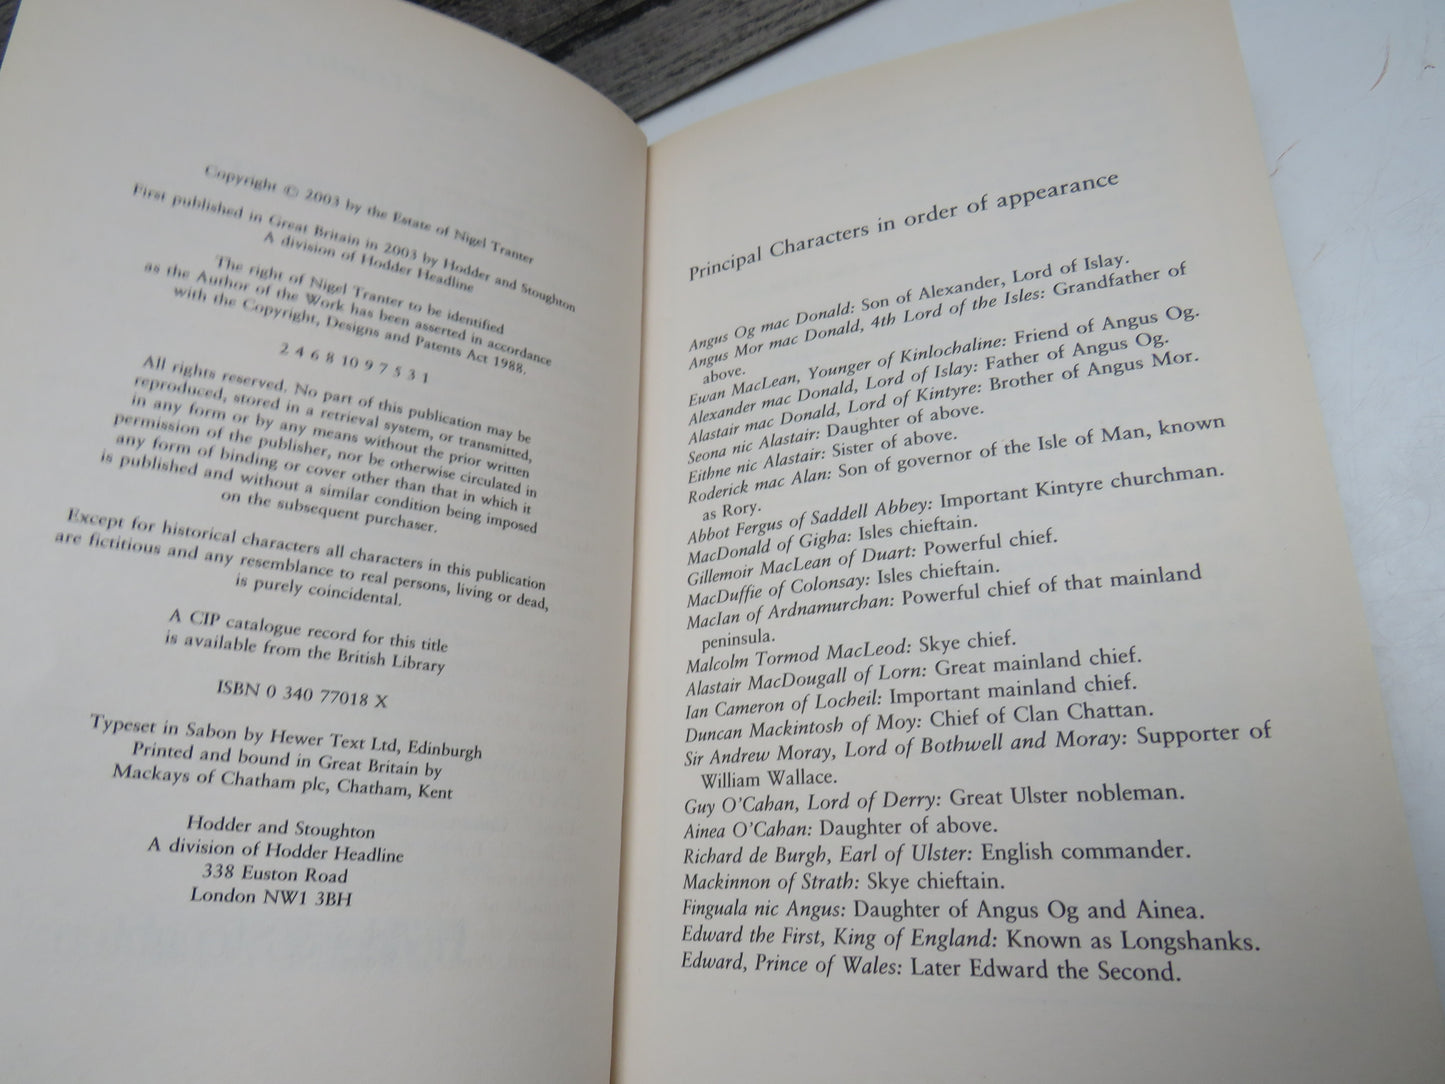 Copyright © 2003 by the Estate of Nigel Tranter
First published in Great Britain in 2003 by Hodder and Stoughton
A division of Hodder Headline
The right of Nigel Tranter to be identified
as the Author of the Work has been asserted in accordance
with the Copyright, Designs and Patents Act 1988.
2 4 6 8 10 9 7 5 3 1
All rights reserved. No part of this publication may be
reproduced, stored in a retrieval system, or transmitted,
in any form or by any means without the prior written
permission of the publisher, nor be otherwise circulated in
any form of binding or cover other than that in which it
is published and without a similar condition being imposed
on the subsequent purchaser.
Except for historical characters all characters in this publication
are fictitious and any resemblance to real persons, living or dead,
is purely coincidental.
A CIP catalogue record for this title
is available from the British Library
ISBN 0 340 77018 X
Typeset in Sabon by Hewer Text Ltd, Edinburgh
Printed and bound in Great Britain by
Mackays of Chatham plc, Chatham, Kent
Hodder and Stoughton
A division of Hodder Headline
338 Euston Road
London NW1 3BH
Principal Characters in order of appearance
Angus Og mac Donald: Son of Alexander, Lord of Islay.
Angus Mor mac Donald, 4th Lord of the Isles: Grandfather of
above.
Ewan MacLean, Younger of Kinlochaline: Friend of Angus Og.
Alexander mac Donald, Lord of Islay: Father of Angus Og.
Alastair mac Donald, Lord of Kintyre: Brother of Angus Mor.
Seona nic Alastair: Daughter of above.
Eithne nic Alastair: Sister of above.
Roderick mac Alan: Son of governor of the Isle of Man, known
as Rory.
Abbot Fergus of Saddell Abbey: Important Kintyre churchman.
MacDonald of Gigha: Isles chieftain.
Gillemoir MacLean of Duart: Powerful chief.
MacDuffie of Colonsay: Isles chieftain.
MacIan of Ardnamurchan: Powerful chief of that mainland
peninsula.
Malcolm Tormod MacLeod: Skye chief.
Alastair MacDougall of Lorn: Great mainland chief.
Ian Cameron of Locheil: Important mainland chief.
Duncan Mackintosh of Moy: Chief of Clan Chattan.
Sir Andrew Moray, Lord of Bothwell and Moray: Supporter of
William Wallace.
Guy O'Cahan, Lord of Derry: Great Ulster nobleman.
Ainea O'Cahan: Daughter of above.
Richard de Burgh, Earl of Ulster: English commander.
Mackinnon of Strath: Skye chieftain.
Finguala nic Angus: Daughter of Angus Og and Ainea.
Edward the First, King of England: Known as Longshanks.
Edward, Prince of Wales: Later Edward the Second.